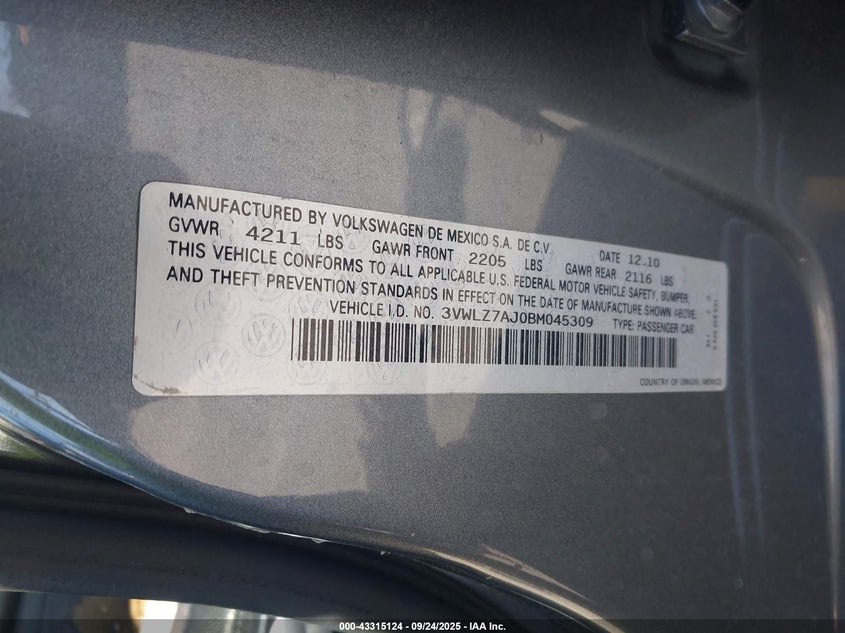 MANUFACTURED BY VOLKSWAGEN DE MEXICO S.A. DE C.V. DATE 12.10
GVWR 4211 LBS GAWR FRONT 2205 LBS GAWR REAR 2116 LBS
THIS VEHICLE CONFORMS TO ALL APPLICABLE U.S. FEDERAL MOTOR VEHICLE SAFETY, BUMPER,
AND THEFT PREVENTION STANDARDS IN EFFECT ON THE DATE OF MANUFACTURE SHOWN ABOVE.
VEHICLE I.D. NO. 3VWLZ7AJ0BM045309 TYPE: PASSENGER CAR
COUNTRY OF ORIGIN: MEXICO
000-43315124 - 09/24/2025 - IAA Inc.